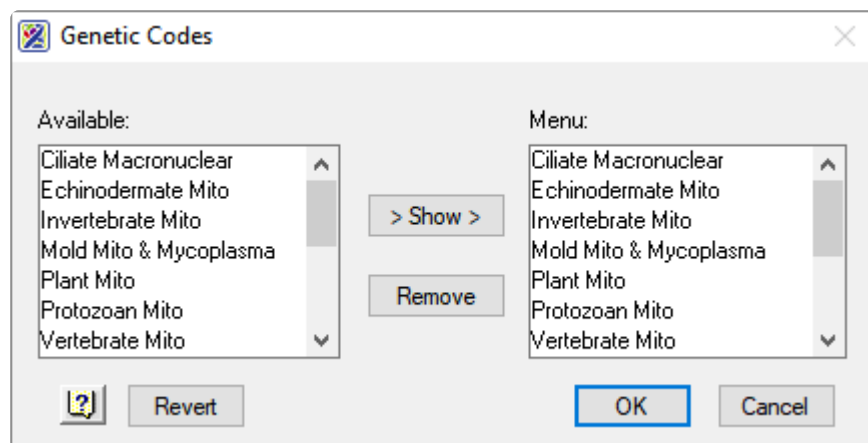 Genetic Codes
Available:
Ciliate Macronuclear
Echinodermate Mito
Invertebrate Mito
Mold Mito & Mycoplasma
Plant Mito
Protozoan Mito
Vertebrate Mito
> Show >
Remove
Menu:
Ciliate Macronuclear
Echinodermate Mito
Invertebrate Mito
Mold Mito & Mycoplasma
Plant Mito
Protozoan Mito
Vertebrate Mito
?
Revert
OK
Cancel